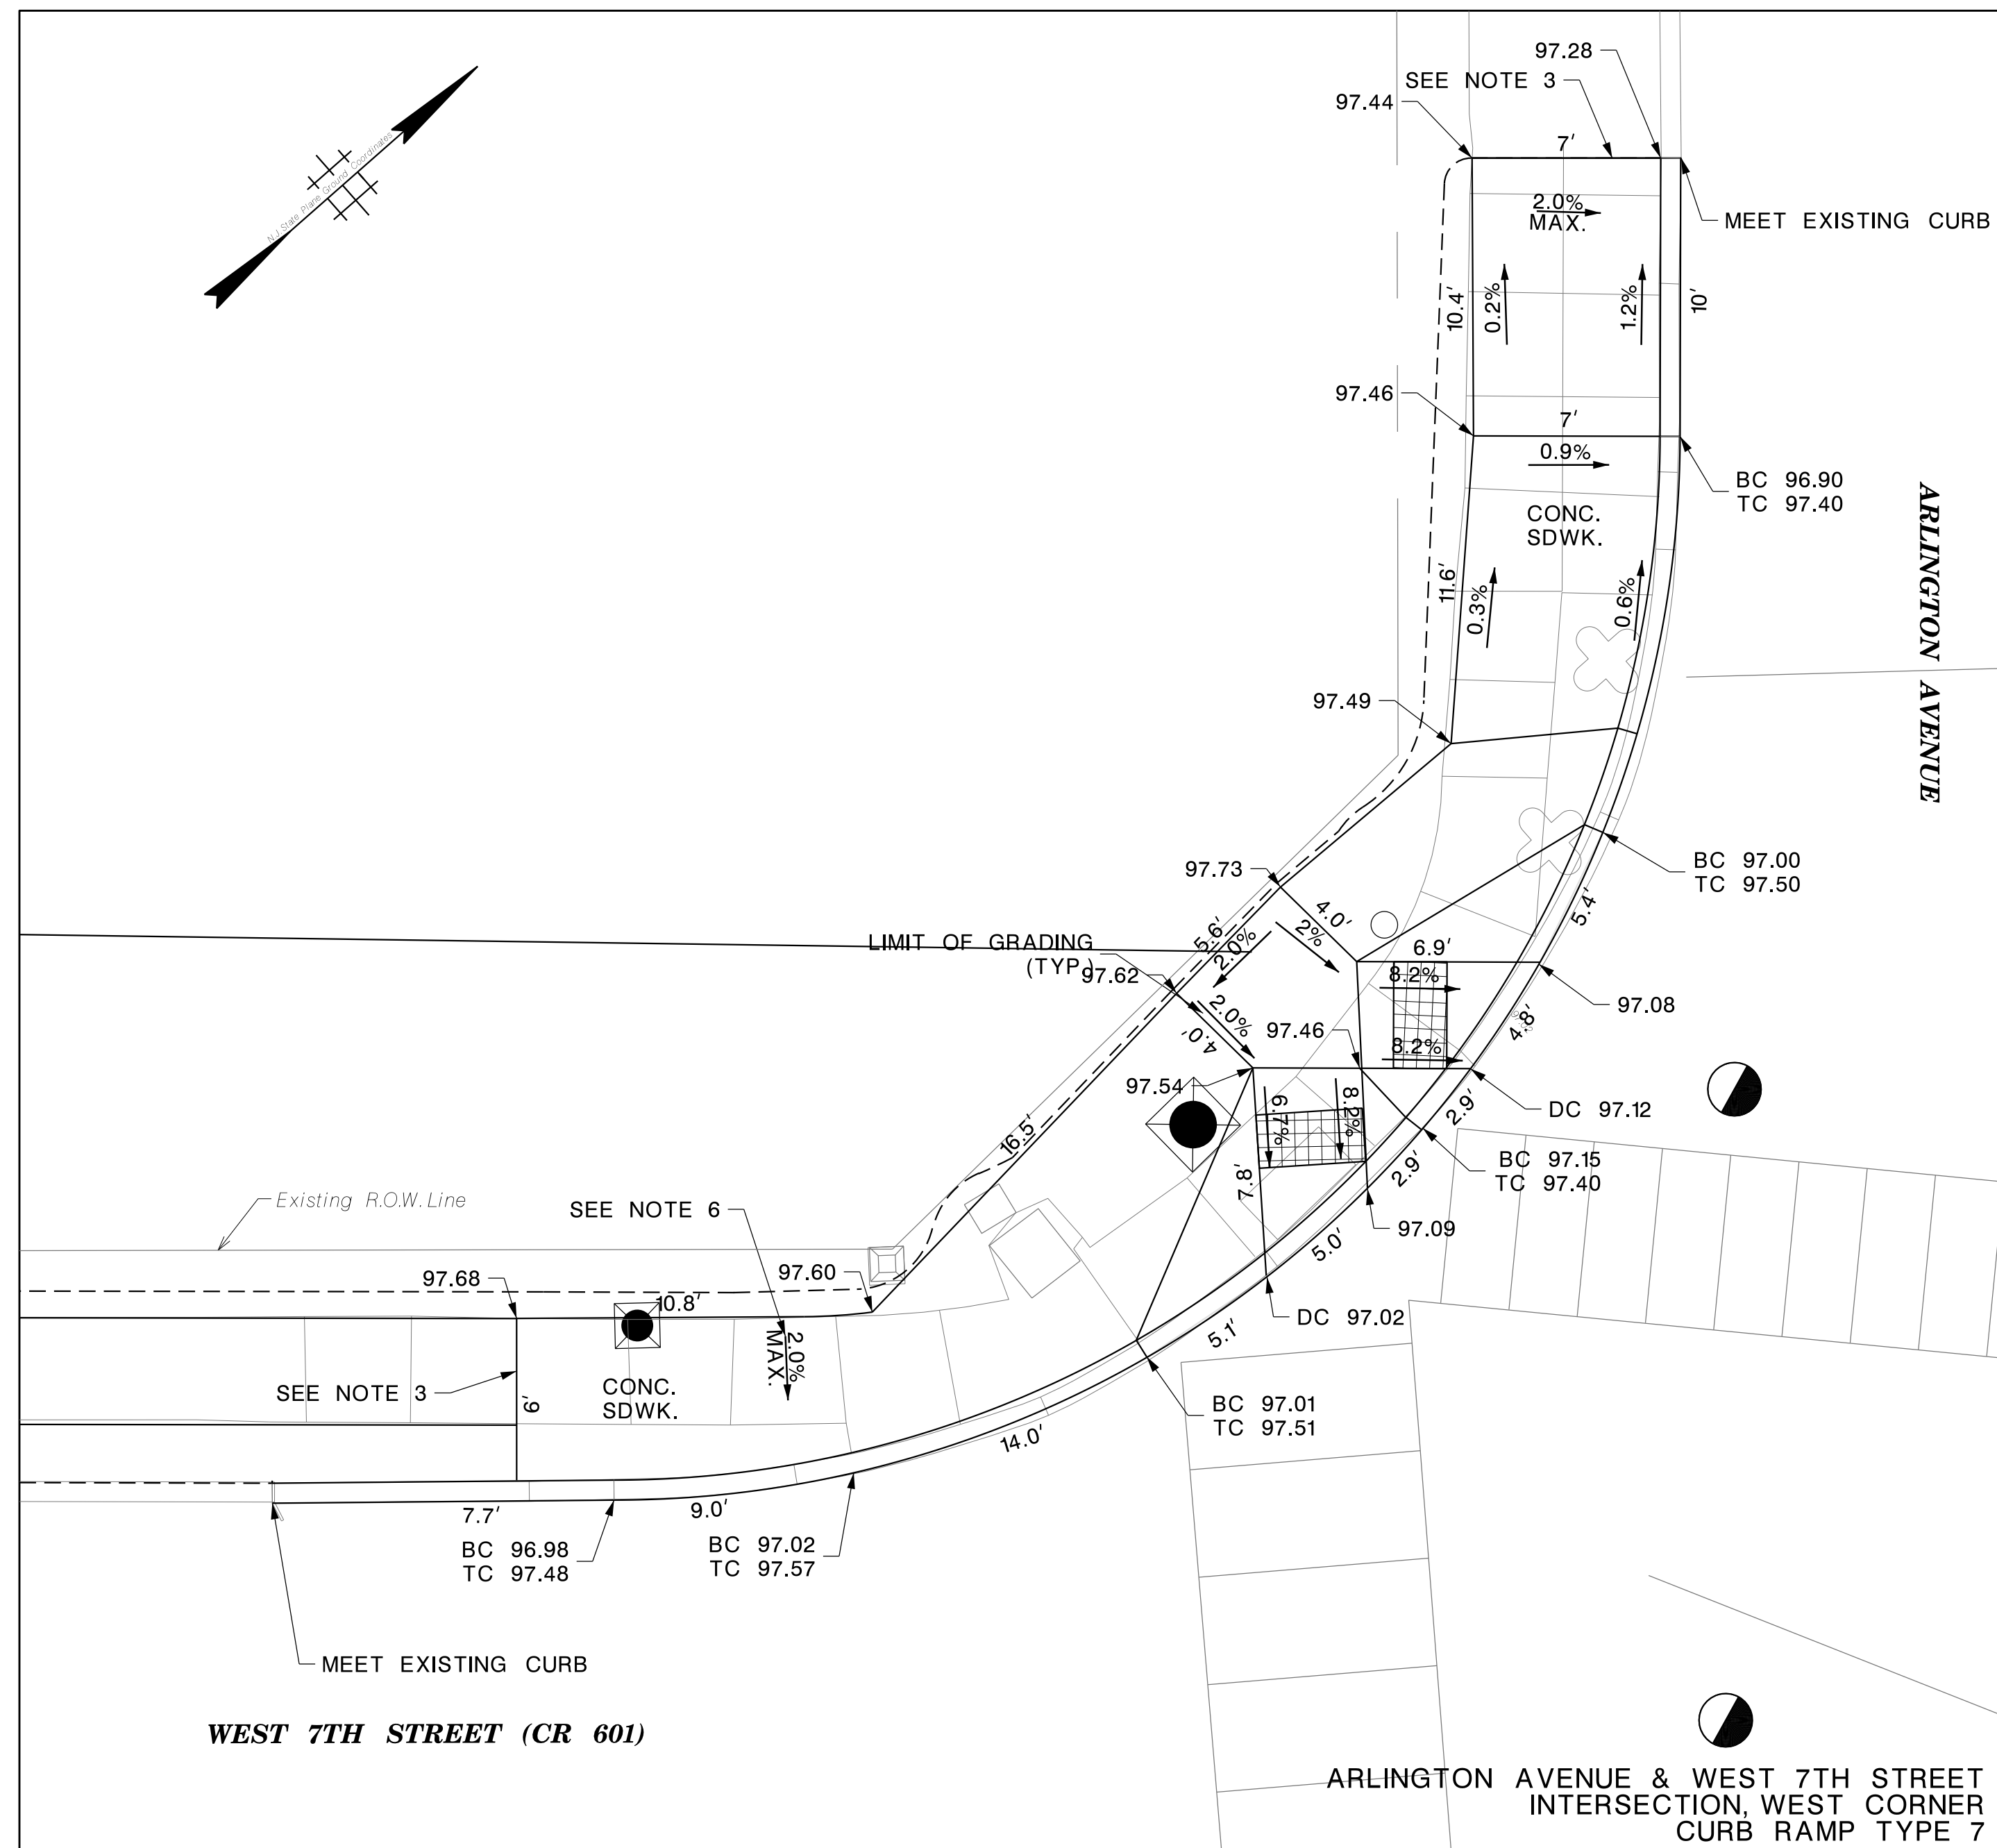 97.28
SEE NOTE 3
97.44
7'
2.0%
MAX.
MEET EXISTING CURB
N.J. State Plane Ground Coordinates
10.4'
0.2%
1.2%
10'
97.46
7'
0.9%
BC 96.90
TC 97.40
CONC.
SDWK.
ARLINGTON AVENUE
11.6'
0.3%
0.6%
97.49
97.73
BC 97.00
TC 97.50
5.4'
4.0'
2%
5.6'
2.0%
LIMIT OF GRADING
(TYP.)
97.62
6.9'
8.2%
97.08
4.8'
2.0%
4.0'
97.46
8.2%
97.54
DC 97.12
2.9'
6.7%
8.2%
BC 97.15
TC 97.40
2.9'
16.5'
7.8'
97.09
5.0'
Existing R.O.W. Line
SEE NOTE 6
97.68
97.60
10.8'
DC 97.02
5.1'
2.0%
MAX.
SEE NOTE 3
6'
CONC.
SDWK.
BC 97.01
TC 97.51
14.0'
7.7'
9.0'
BC 96.98
TC 97.48
BC 97.02
TC 97.57
MEET EXISTING CURB
WEST 7TH STREET (CR 601)
ARLINGTON AVENUE & WEST 7TH STREET
INTERSECTION, WEST CORNER
CURB RAMP TYPE 7